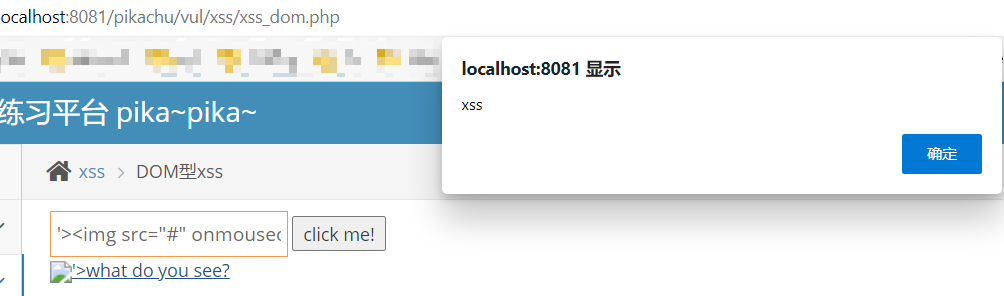 localhost:8081/pikachu/vul/xss/xss_dom.php
localhost:8081 显示
xss
确定
练习平台 pika~pika~
xss > DOM型xss
'><img src="#" onmouseo
click me!
'>what do you see?